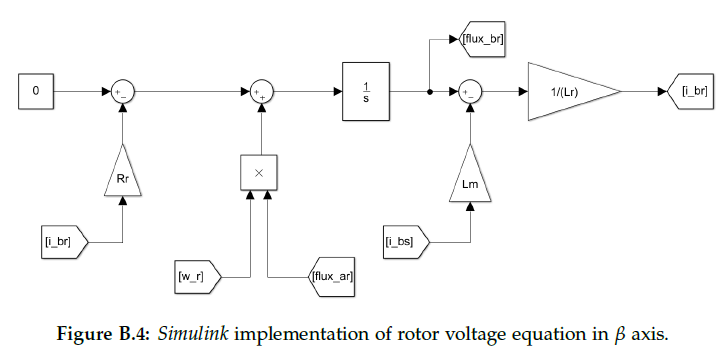 [flux_br]
0
+
−
+
+
1
s
+
−
1/(Lr)
[i_br]
Rr
×
Lm
[i_br]
[i_bs]
[w_r]
[flux_ar]
Figure B.4: Simulink implementation of rotor voltage equation in β axis.